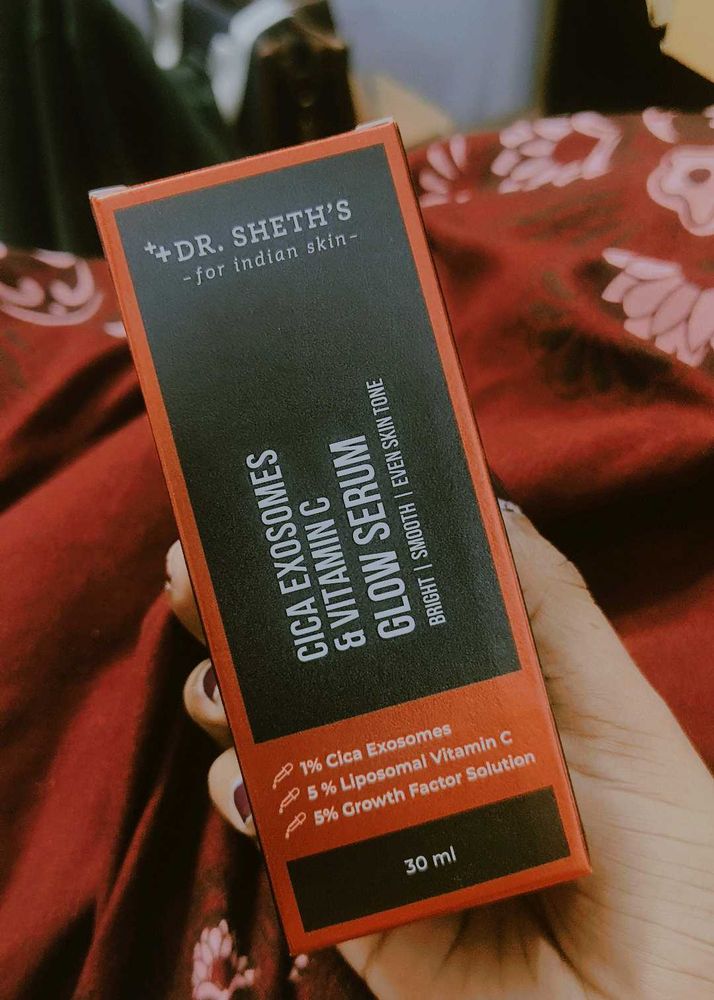 DR. SHETH'S
-for indian skin-
CICA EXOSOMES
& VITAMIN C
GLOW SERUM
BRIGHT | SMOOTH | EVEN SKIN TONE
1% Cica Exosomes
5 % Liposomal Vitamin C
5% Growth Factor Solution
30 ml